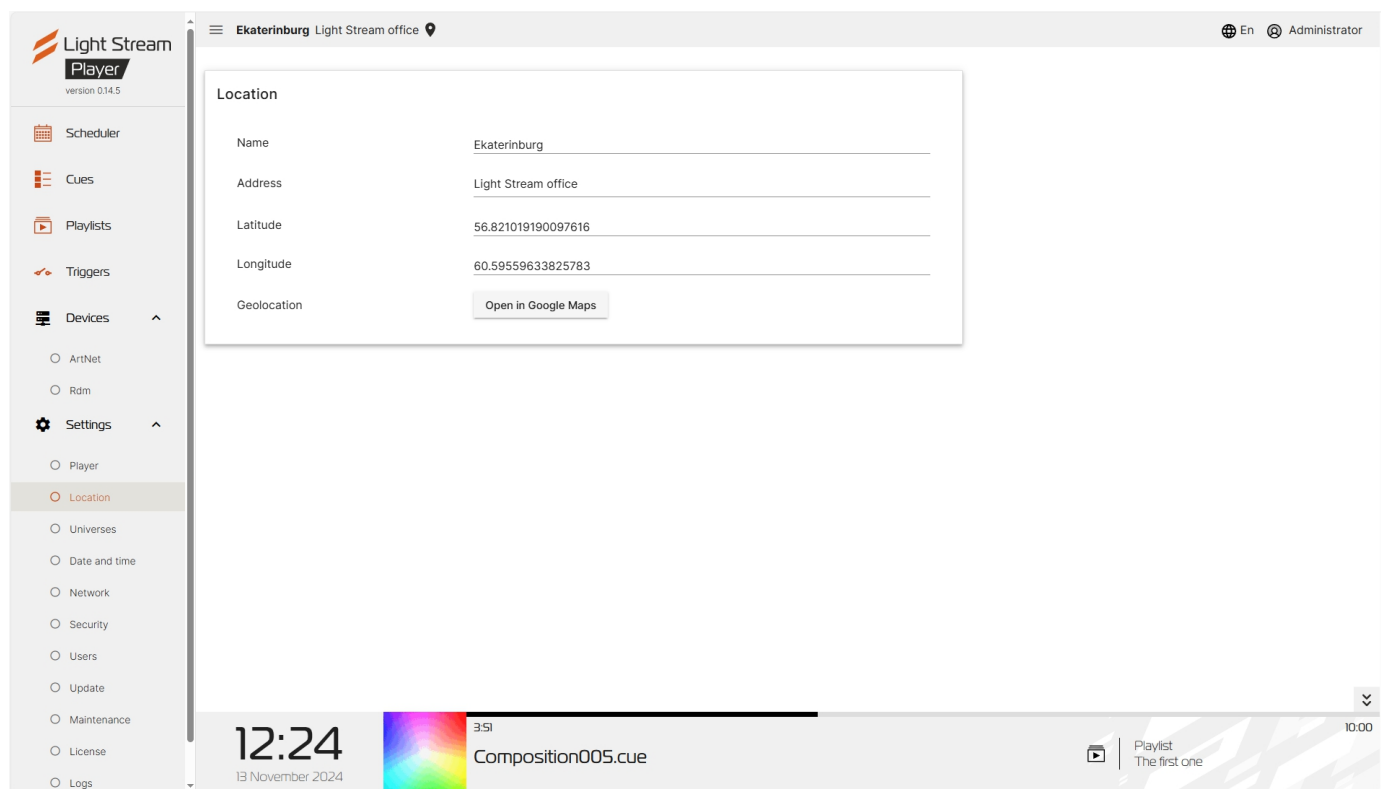 Light Stream
Player
version 0.14.5
Scheduler
Cues
Playlists
Triggers
Devices
ArtNet
Rdm
Settings
Player
Location
Universes
Date and time
Network
Security
Users
Update
Maintenance
License
Logs
Ekaterinburg Light Stream office
En Administrator
Location
Name Ekaterinburg
Address Light Stream office
Latitude 56.821019190097616
Longitude 60.59559633825783
Geolocation Open in Google Maps
12:24
13 November 2024
3:51 10:00
Composition005.cue
Playlist
The first one